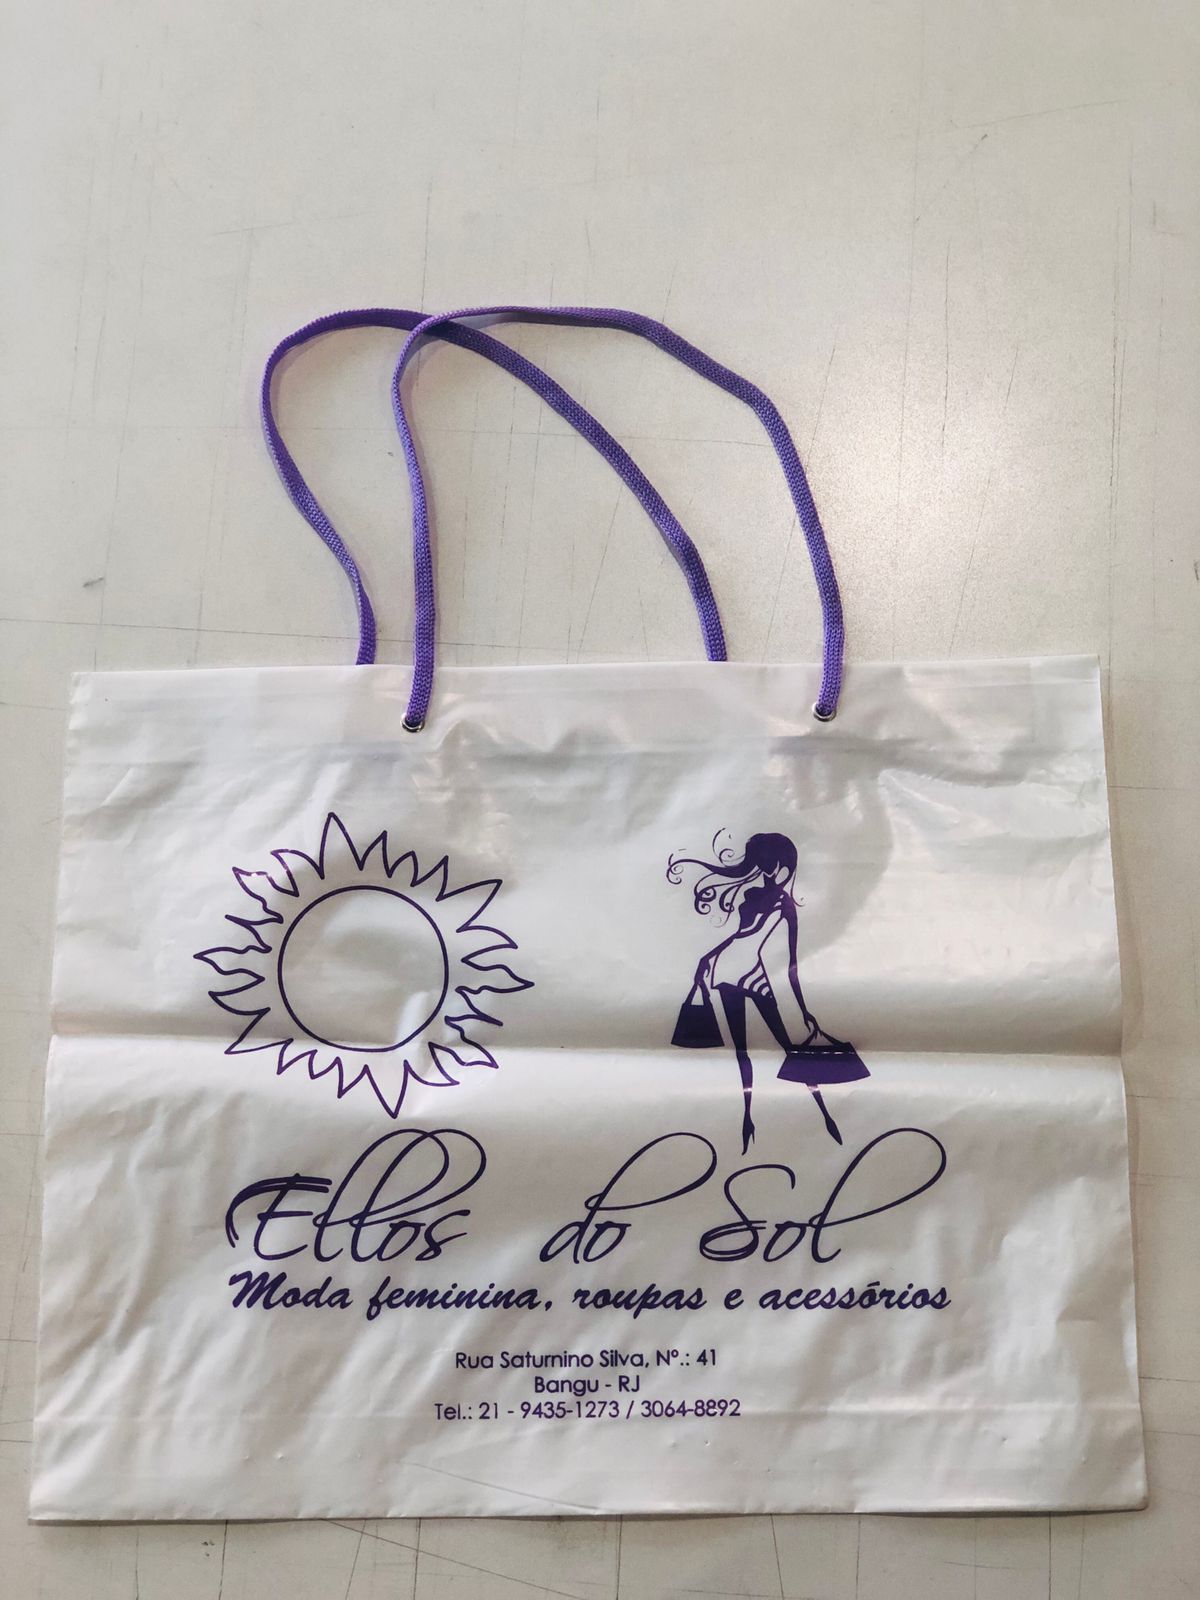 Ellos do Sol
Moda feminina, roupas e acessórios
Rua Saturnino Silva, Nº.: 41
Bangu - RJ
Tel.: 21 - 9435-1273 / 3064-8892